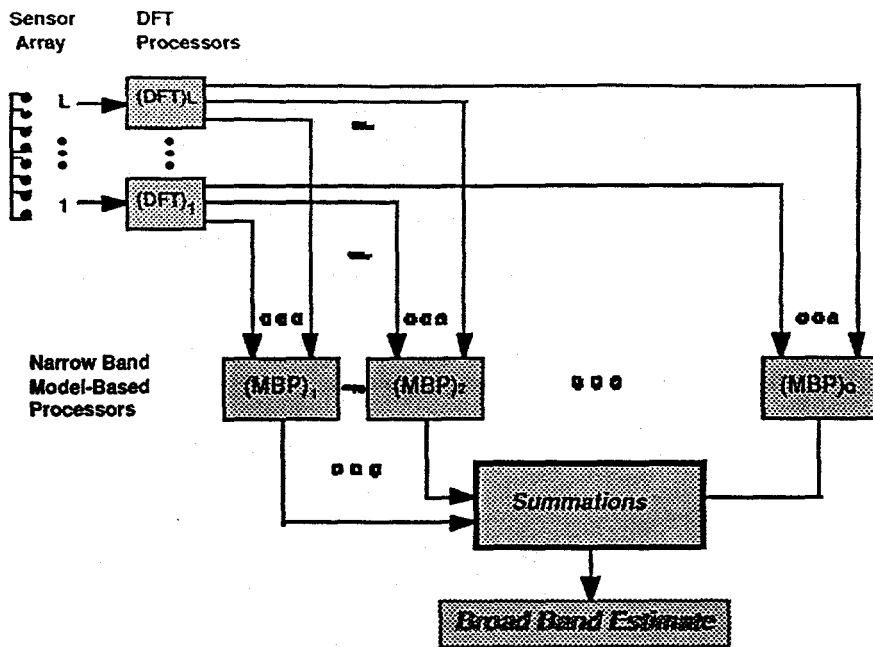 Sensor
Array
DFT
Processors
L
(DFT)L
1
(DFT)1
Narrow Band
Model-Based
Processors
(MBP)1
(MBP)2
(MBP)Q
Summations
Broad Band Estimate